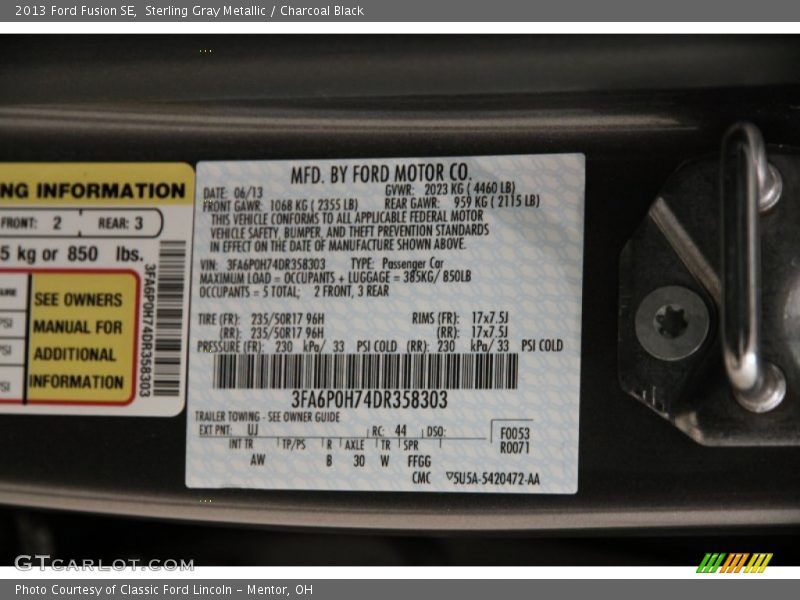 2013 Ford Fusion SE, Sterling Gray Metallic / Charcoal Black
NG INFORMATION
FRONT: 2 REAR: 3
5 kg or 850 lbs.
SURE
PSI
PSI
PSI
SEE OWNERS
MANUAL FOR
ADDITIONAL
INFORMATION
3FA6P0H74DR358303
MFD. BY FORD MOTOR CO.
DATE: 06/13 GVWR: 2023 KG ( 4460 LB)
FRONT GAWR: 1068 KG ( 2355 LB) REAR GAWR: 959 KG ( 2115 LB)
THIS VEHICLE CONFORMS TO ALL APPLICABLE FEDERAL MOTOR
VEHICLE SAFETY, BUMPER, AND THEFT PREVENTION STANDARDS
IN EFFECT ON THE DATE OF MANUFACTURE SHOWN ABOVE.
VIN: 3FA6P0H74DR358303 TYPE: Passenger Car
MAXIMUM LOAD = OCCUPANTS + LUGGAGE = 385KG/ 850LB
OCCUPANTS = 5 TOTAL; 2 FRONT, 3 REAR
TIRE (FR): 235/50R17 96H RIMS (FR): 17x7.5J
(RR): 235/50R17 96H (RR): 17x7.5J
PRESSURE (FR): 230 kPa/ 33 PSI COLD (RR): 230 kPa/ 33 PSI COLD
3FA6P0H74DR358303
TRAILER TOWING - SEE OWNER GUIDE
EXT PNT: UJ RC: 44 DSO: F0053
INT TR TP/PS R AXLE TR SPR R0071
AW B 30 W FFGG
CMC 5U5A-5420472-AA
GTCARLOT.COM
Photo Courtesy of Classic Ford Lincoln - Mentor, OH